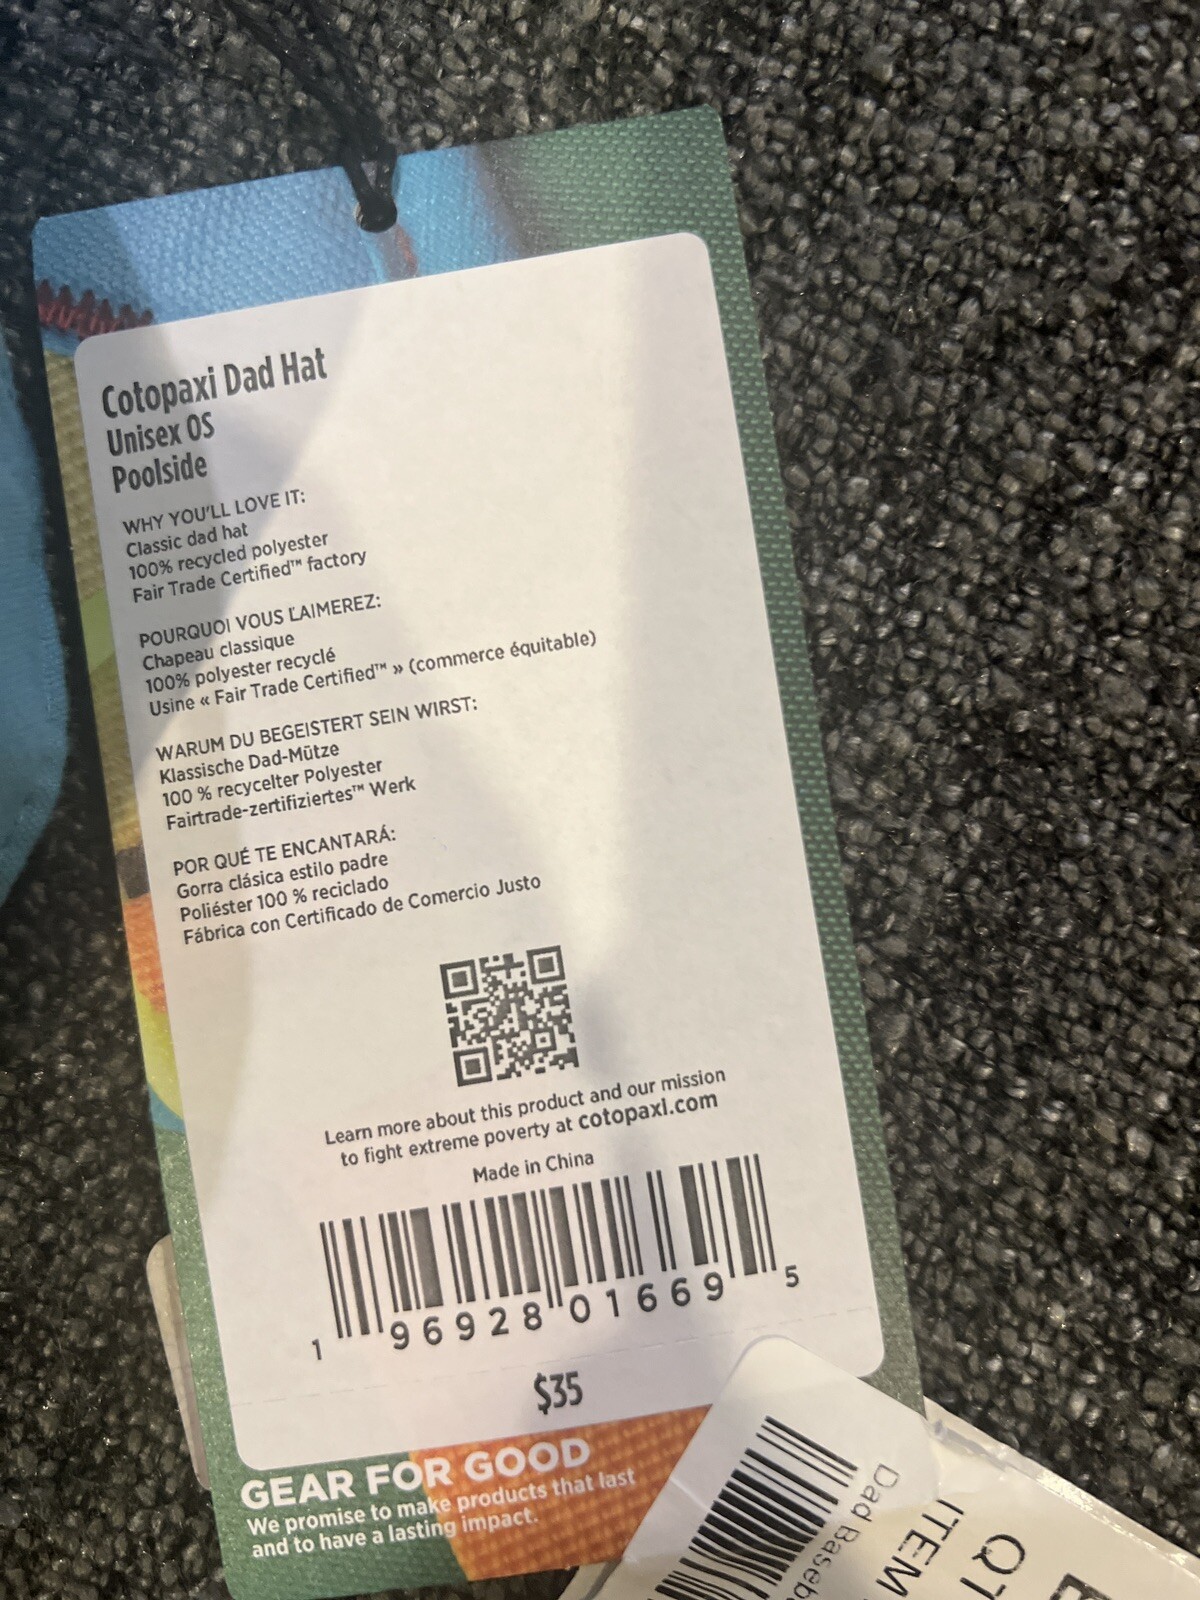 Cotopaxi Dad Hat
Unisex OS
Poolside
WHY YOU'LL LOVE IT:
Classic dad hat
100% recycled polyester
Fair Trade Certified™ factory
POURQUOI VOUS L'AIMEREZ:
Chapeau classique
100% polyester recyclé
Usine « Fair Trade Certified™ » (commerce équitable)
WARUM DU BEGEISTERT SEIN WIRST:
Klassische Dad-Mütze
100 % recycelter Polyester
Fairtrade-zertifiziertes™ Werk
POR QUÉ TE ENCANTARÁ:
Gorra clásica estilo padre
Poliéster 100 % reciclado
Fábrica con Certificado de Comercio Justo
Learn more about this product and our mission
to fight extreme poverty at cotopaxi.com
Made in China
1 96928 01669 5
$35
GEAR FOR GOOD
We promise to make products that last
and to have a lasting impact.
Dad
ITEM